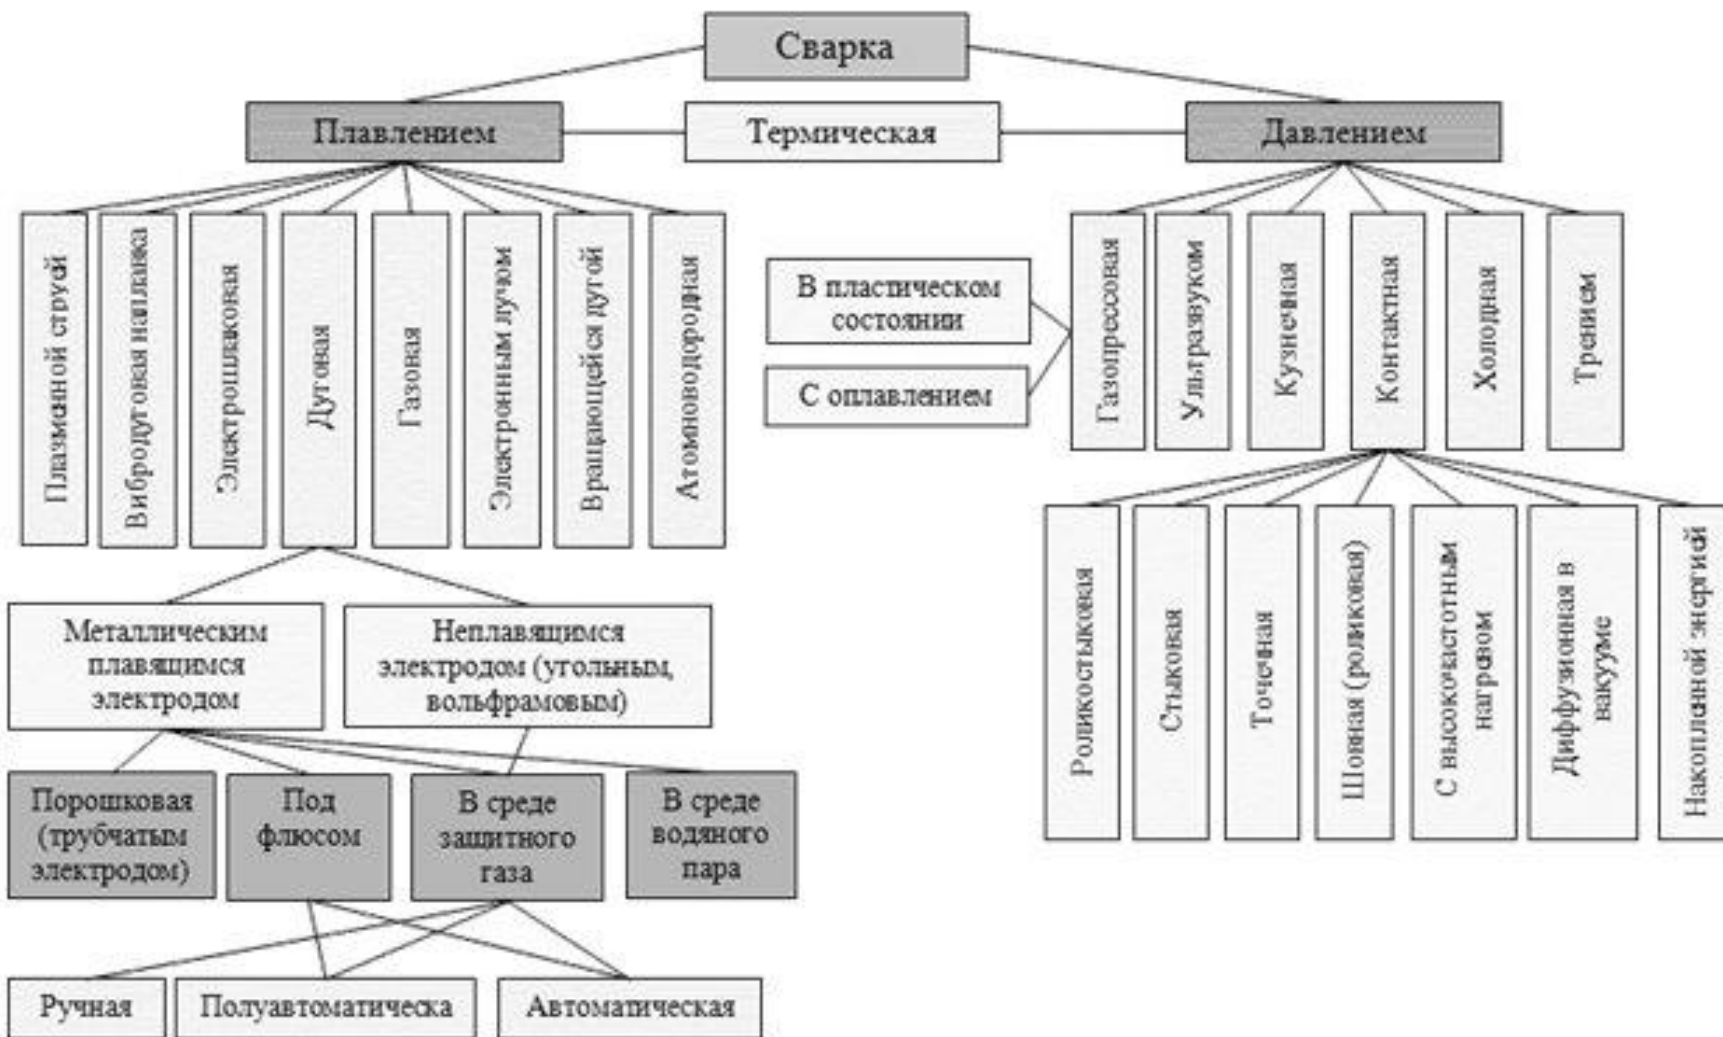 Сварка
Плавлением
Термическая
Давлением
Плазменной струей
Вибродуговая наплавка
Электрошлаковая
Дуговая
Газовая
Электронным лучом
Вращающейся дугой
Атомноводородная
В пластическом
состоянии
С оплавлением
Газопрессовая
Ультразвуком
Кузнечная
Контактная
Холодная
Трением
Роликостыковая
Стыковая
Точечная
Шовная (роликовая)
С высокочастотным
нагревом
Диффузионная в
вакууме
Накопленной энергией
Металлическим
плавящимся
электродом
Неплавящимся
электродом (угольным,
вольфрамовым)
Порошковая
(трубчатым
электродом)
Под
флюсом
В среде
защитного
газа
В среде
водяного
пара
Ручная
Полуавтоматическа
Автоматическая